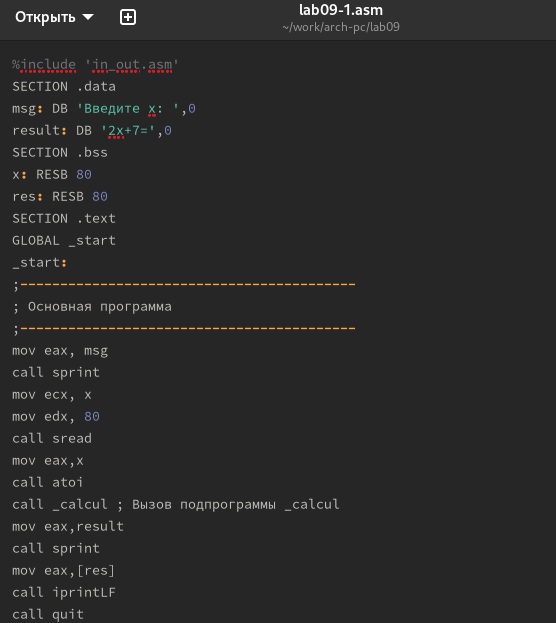 Открыть
lab09-1.asm
~/work/arch-pc/lab09
%include 'in_out.asm'
SECTION .data
msg: DB 'Введите x: ',0
result: DB '2x+7=',0
SECTION .bss
x: RESB 80
res: RESB 80
SECTION .text
GLOBAL _start
_start:
;------------------------------------------
; Основная программа
;------------------------------------------
mov eax, msg
call sprint
mov ecx, x
mov edx, 80
call sread
mov eax,x
call atoi
call _calcul ; Вызов подпрограммы _calcul
mov eax,result
call sprint
mov eax,[res]
call iprintLF
call quit